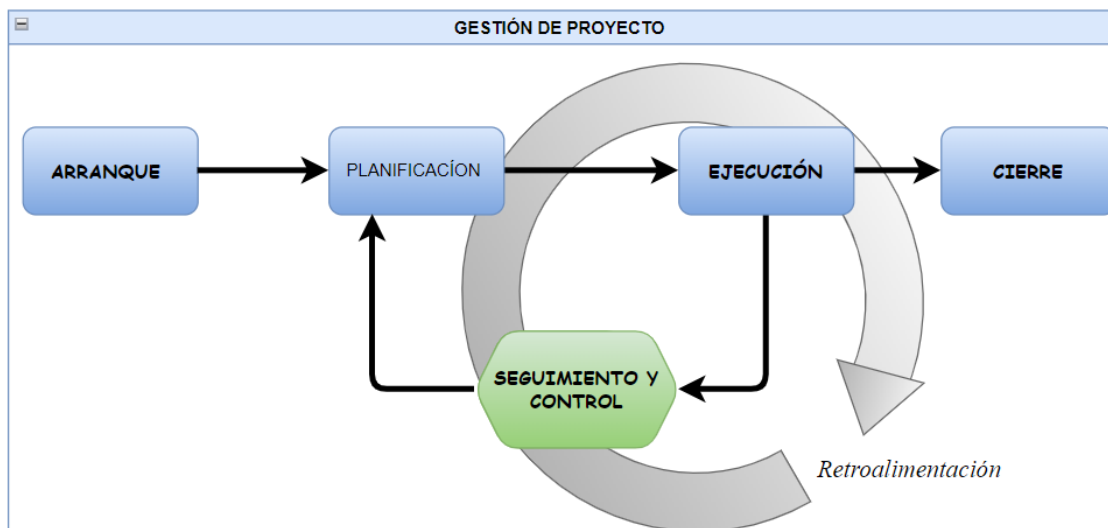 GESTIÓN DE PROYECTO
ARRANQUE
PLANIFICACÍON
EJECUCIÓN
CIERRE
SEGUIMIENTO Y
CONTROL
Retroalimentación